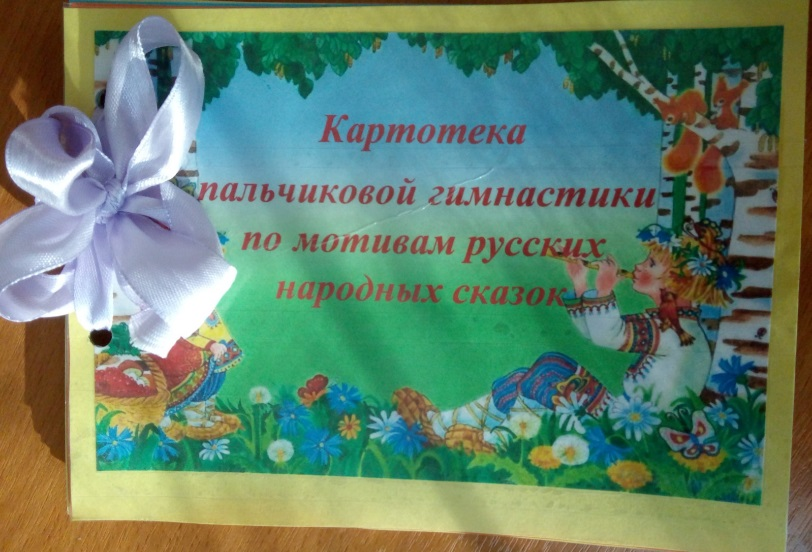 Картотека
пальчиковой гимнастики
по мотивам русских
народных сказок